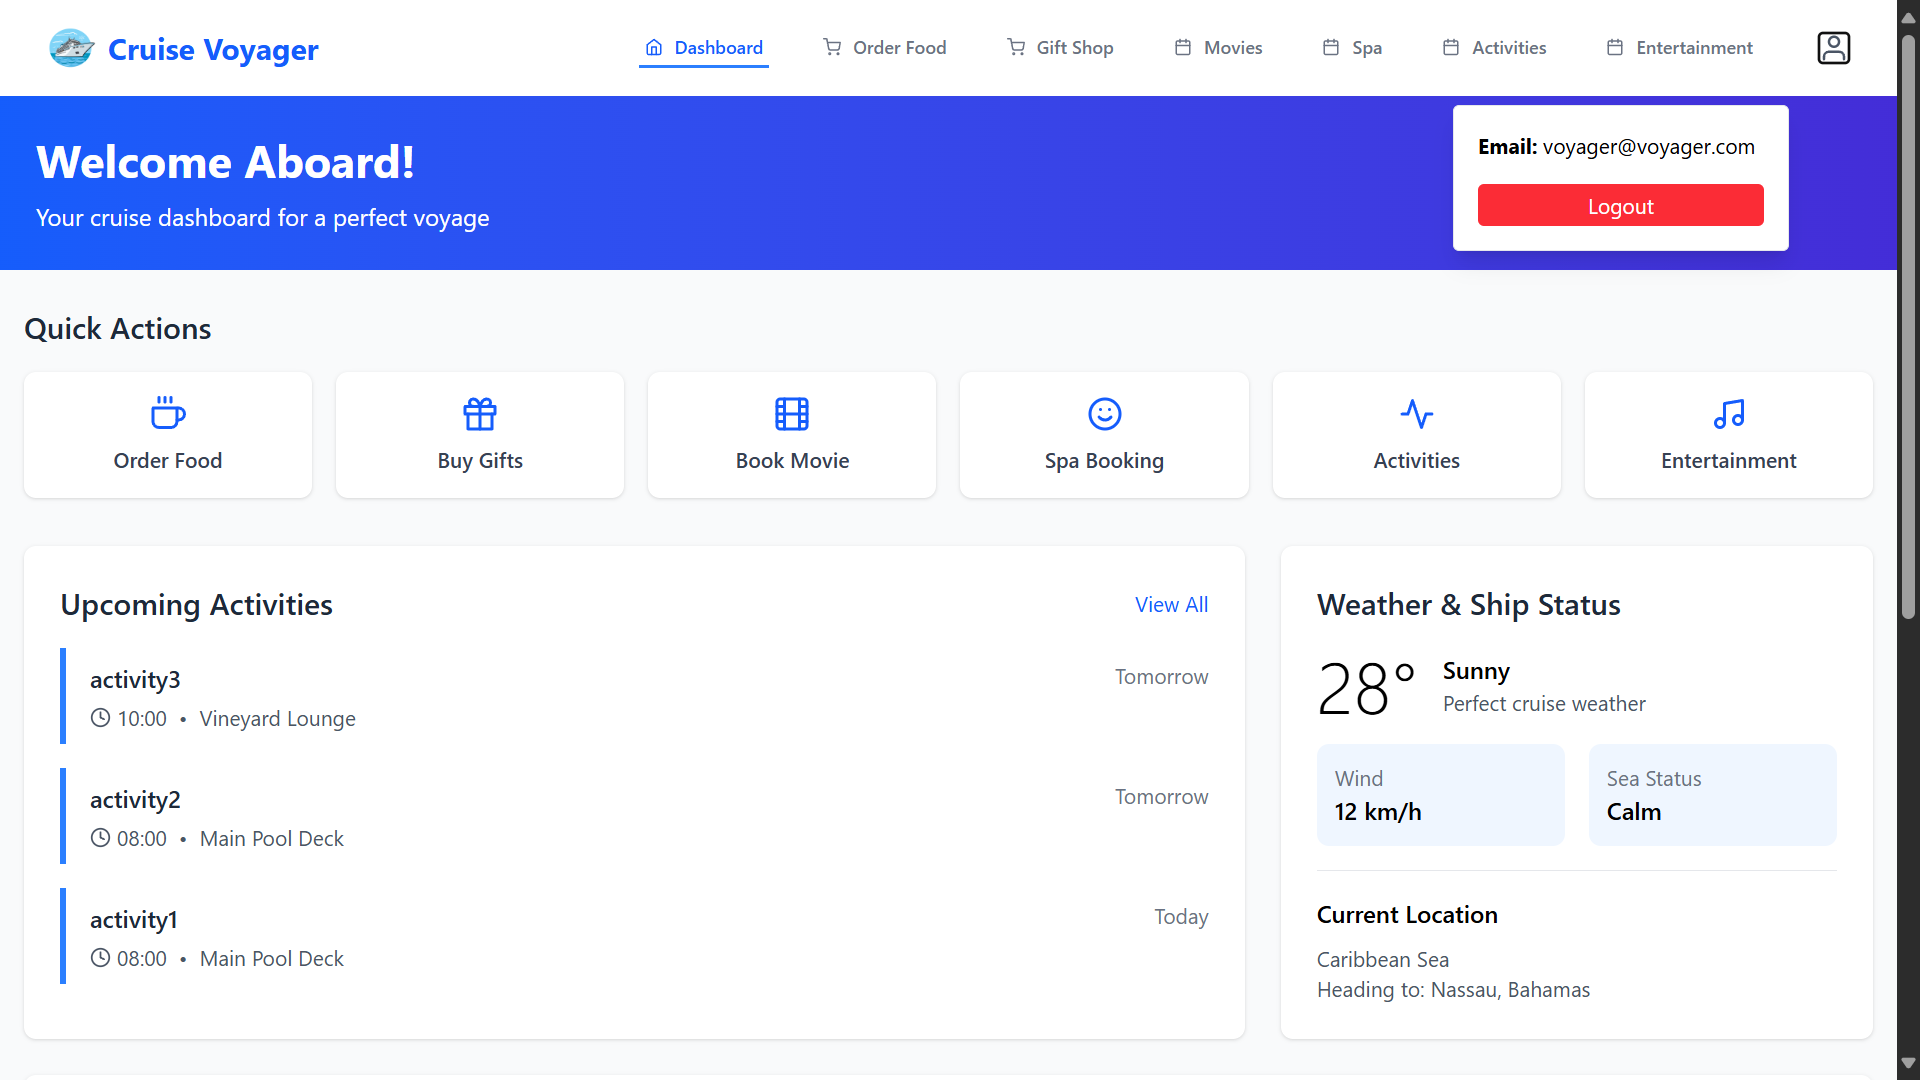 Cruise Voyager
Dashboard
Order Food
Gift Shop
Movies
Spa
Activities
Entertainment
Welcome Aboard!
Your cruise dashboard for a perfect voyage
Email: voyager@voyager.com
Logout
Quick Actions
Order Food
Buy Gifts
Book Movie
Spa Booking
Activities
Entertainment
Upcoming Activities
View All
activity3
Tomorrow
10:00 • Vineyard Lounge
activity2
Tomorrow
08:00 • Main Pool Deck
activity1
Today
08:00 • Main Pool Deck
Weather & Ship Status
28°
Sunny
Perfect cruise weather
Wind
12 km/h
Sea Status
Calm
Current Location
Caribbean Sea
Heading to: Nassau, Bahamas